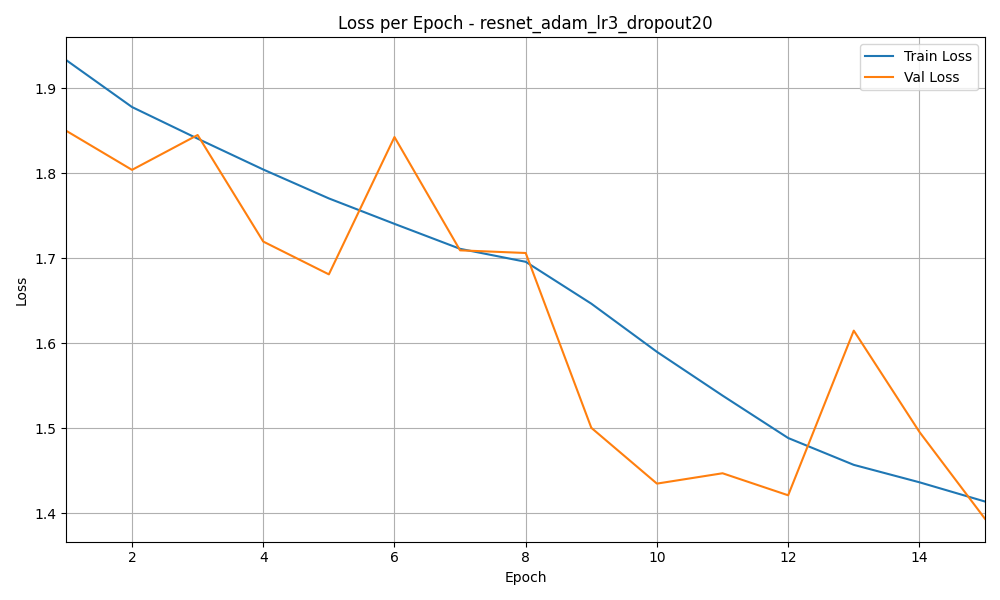 Loss per Epoch - resnet_adam_lr3_dropout20
Train Loss
Val Loss
1.9
1.8
1.7
1.6
1.5
1.4
Loss
2 4 6 8 10 12 14
Epoch